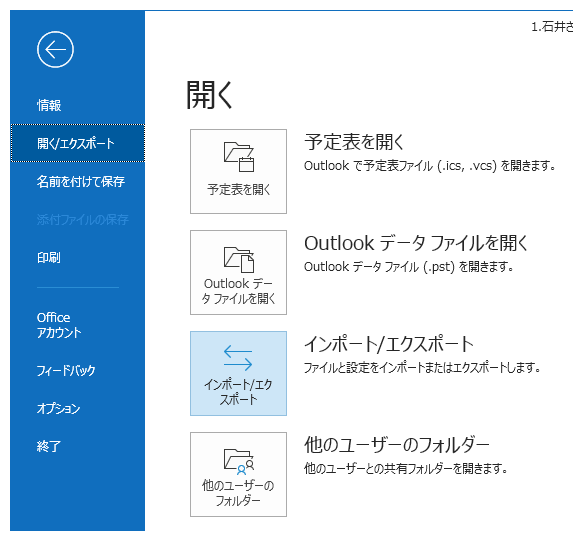 1.石井さ
情報
開く/エクスポート
名前を付けて保存
添付ファイルの保存
印刷
Office
アカウント
フィードバック
オプション
終了
開く
予定表を開く
予定表を開く
Outlook で予定表ファイル (.ics, .vcs) を開きます。
Outlook デー
タ ファイルを開く
Outlook データ ファイルを開く
Outlook データ ファイル (.pst) を開きます。
インポート/エク
スポート
インポート/エクスポート
ファイルと設定をインポートまたはエクスポートします。
他のユーザーの
フォルダー
他のユーザーのフォルダー
他のユーザーとの共有フォルダーを開きます。